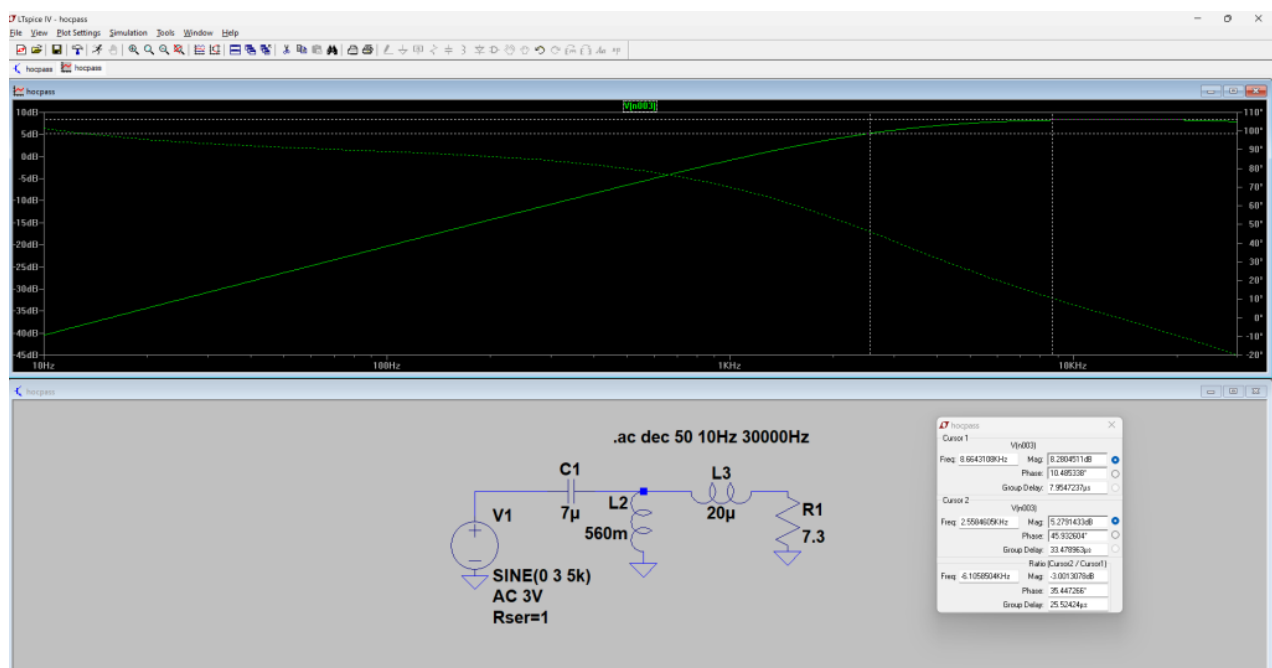 LTspice IV - hocpass
File View Plot Settings Simulation Tools Window Help
hocpass hocpass
hocpass
V(n003)
10dB
5dB
0dB
-5dB
-10dB
-15dB
-20dB
-25dB
-30dB
-35dB
-40dB
-45dB
110°
100°
90°
80°
70°
60°
50°
40°
30°
20°
10°
0°
-10°
-20°
10Hz 100Hz 1KHz 10KHz
hocpass
.ac dec 50 10Hz 30000Hz
C1
7µ
L2
560m
L3
20µ
R1
7.3
V1
SINE(0 3 5k)
AC 3V
Rser=1
hocpass
Cursor 1
V(n003)
Freq: 8.6643108KHz Mag: 8.2804511dB
Phase: 10.485338°
Group Delay: 7.9547237µs
Cursor 2
V(n003)
Freq: 2.5584605KHz Mag: 5.2791433dB
Phase: 45.932604°
Group Delay: 33.478963µs
Ratio (Cursor2 / Cursor1)
Freq: -6.1058504KHz Mag: -3.0013078dB
Phase: 35.447266°
Group Delay: 25.52424µs